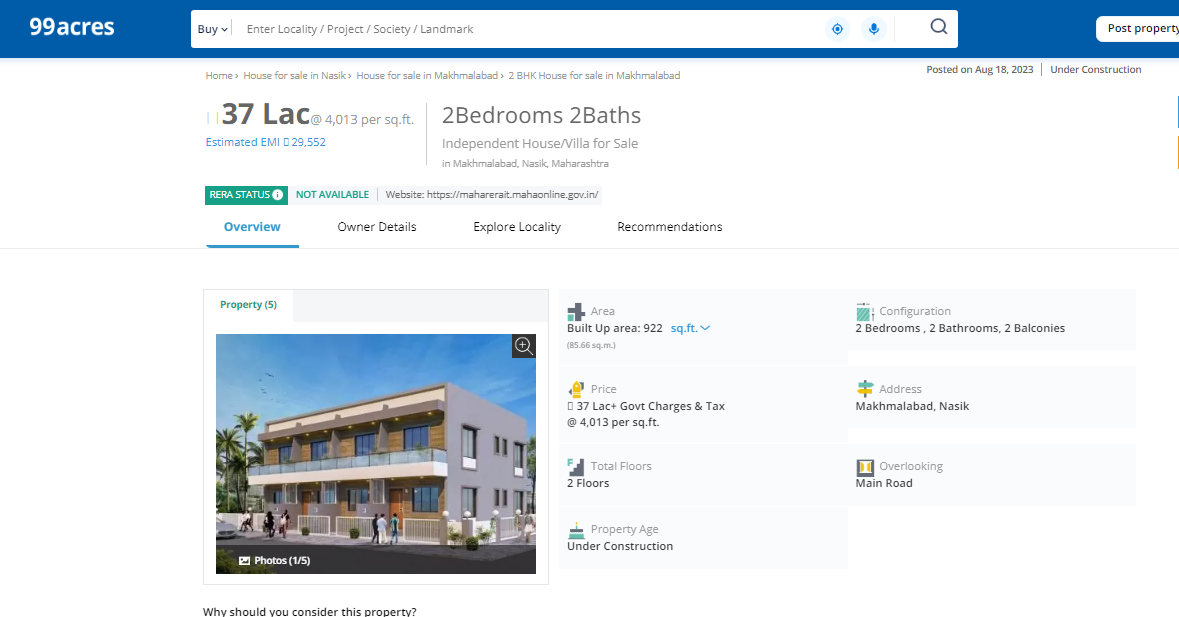 99acres
Buy
Enter Locality / Project / Society / Landmark
Post property
Home › House for sale in Nasik › House for sale in Makhmalabad › 2 BHK House for sale in Makhmalabad
Posted on Aug 18, 2023 | Under Construction
37 Lac @ 4,013 per sq.ft.
Estimated EMI ▯ 29,552
2Bedrooms 2Baths
Independent House/Villa for Sale
in Makhmalabad, Nasik, Maharashtra
RERA STATUS i NOT AVAILABLE | Website: https://maharerait.mahaonline.gov.in/
Overview
Owner Details
Explore Locality
Recommendations
Property (5)
Photos (1/5)
Area
Built Up area: 922 sq.ft.
(85.66 sq.m.)
Configuration
2 Bedrooms , 2 Bathrooms, 2 Balconies
Price
▯ 37 Lac+ Govt Charges & Tax
@ 4,013 per sq.ft.
Address
Makhmalabad, Nasik
Total Floors
2 Floors
Overlooking
Main Road
Property Age
Under Construction
Why should you consider this property?